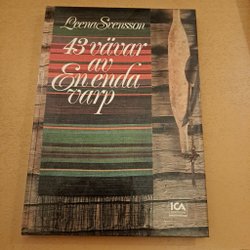 Leena Svensson
43 vävar
av
En enda
varp
ICA